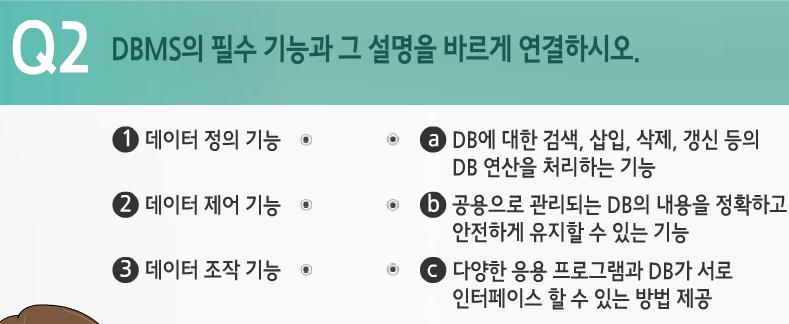 Q2 DBMS의 필수 기능과 그 설명을 바르게 연결하시오.
1 데이터 정의 기능
a DB에 대한 검색, 삽입, 삭제, 갱신 등의
DB 연산을 처리하는 기능
2 데이터 제어 기능
b 공용으로 관리되는 DB의 내용을 정확하고
안전하게 유지할 수 있는 기능
3 데이터 조작 기능
c 다양한 응용 프로그램과 DB가 서로
인터페이스 할 수 있는 방법 제공